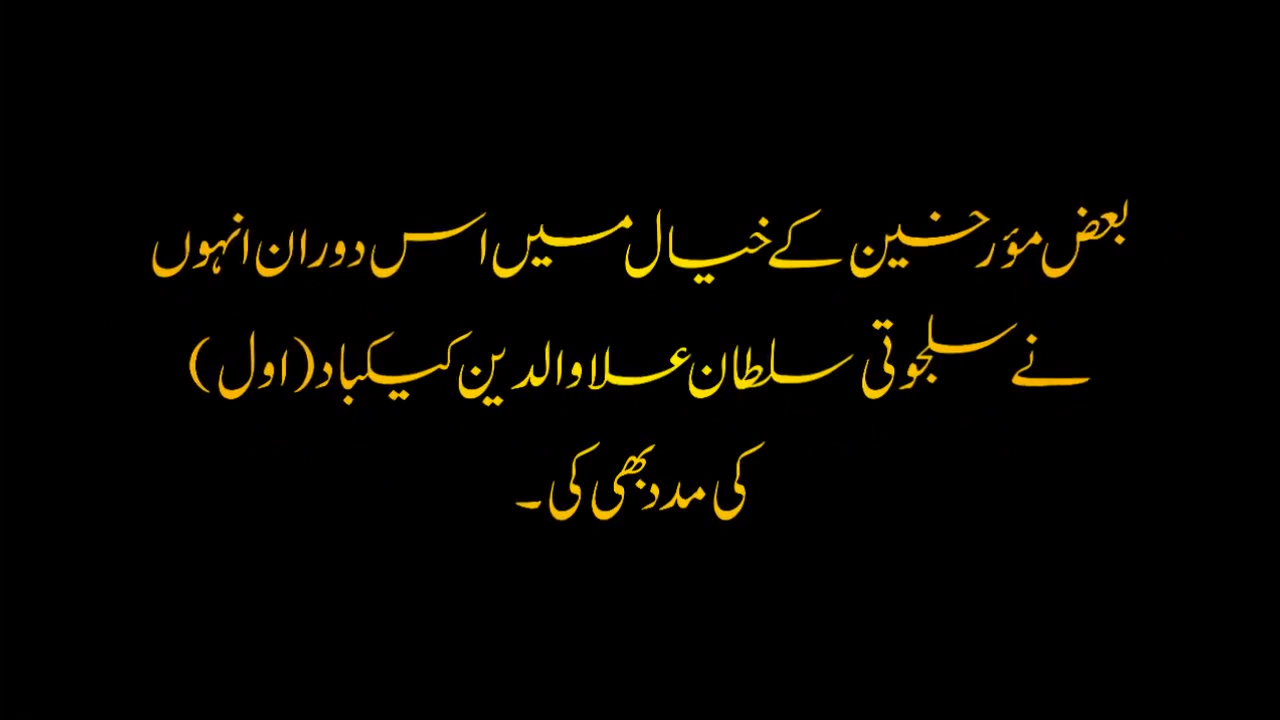 بعض مؤرخین کے خیال میں اس دوران انہوں
نے سلجوتی سلطان علاوالدین کیکباد (اول)
کی مدد بھی کی۔